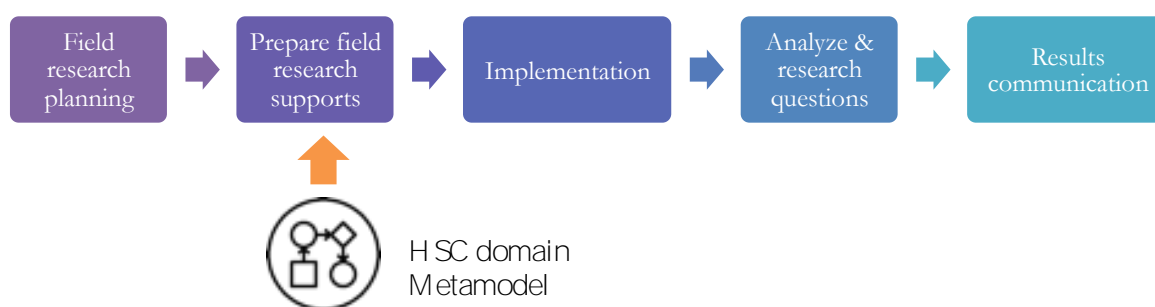 Field
research
planning
Prepare field
research
supports
Implementation
Analyze &
research
questions
Results
communication
HSC domain
Metamodel